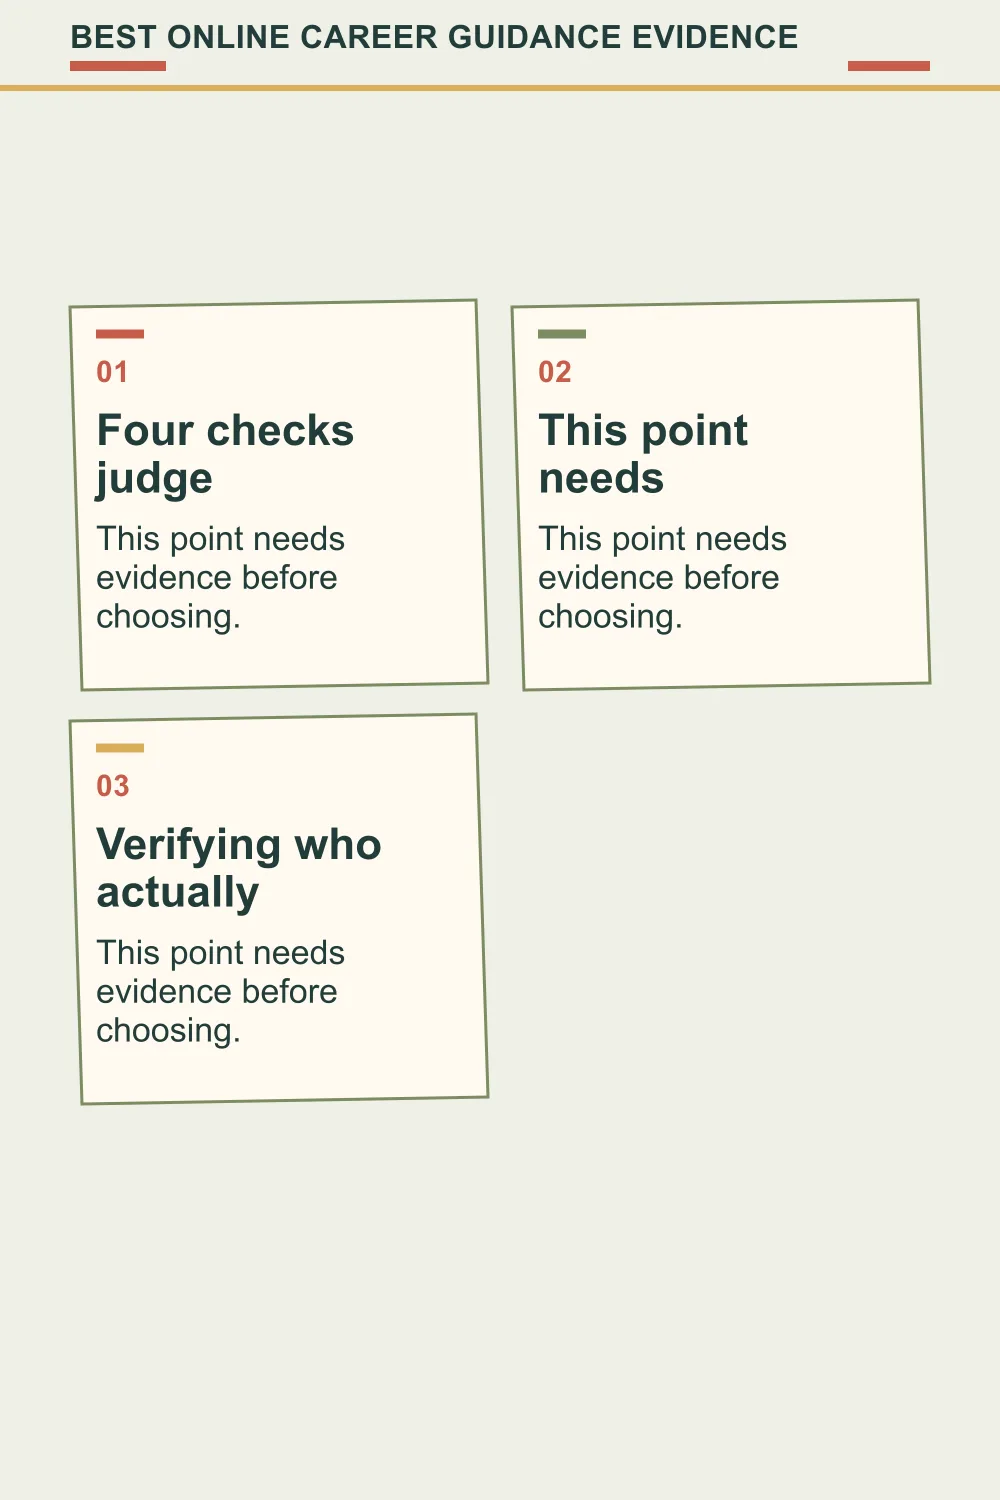 BEST ONLINE CAREER GUIDANCE EVIDENCE
01
Four checks
judge
This point needs
evidence before
choosing.
02
This point
needs
This point needs
evidence before
choosing.
03
Verifying who
actually
This point needs
evidence before
choosing.